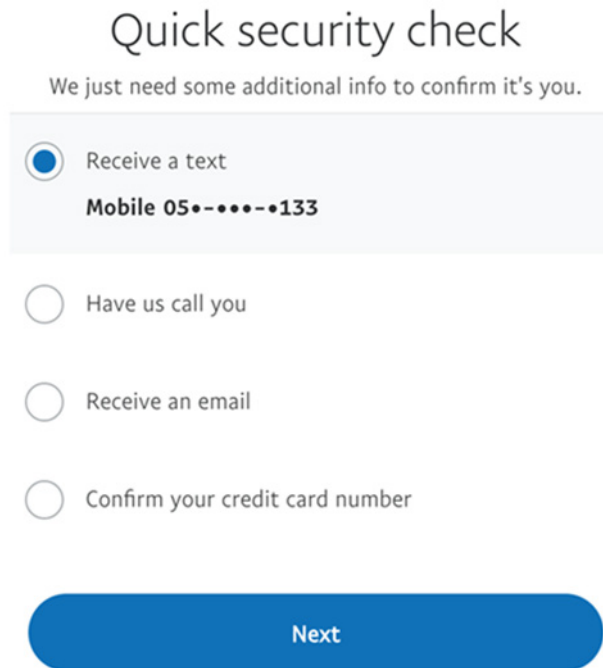 Quick security check
We just need some additional info to confirm it's you.
Receive a text
Mobile 05•-•••-•133
Have us call you
Receive an email
Confirm your credit card number
Next